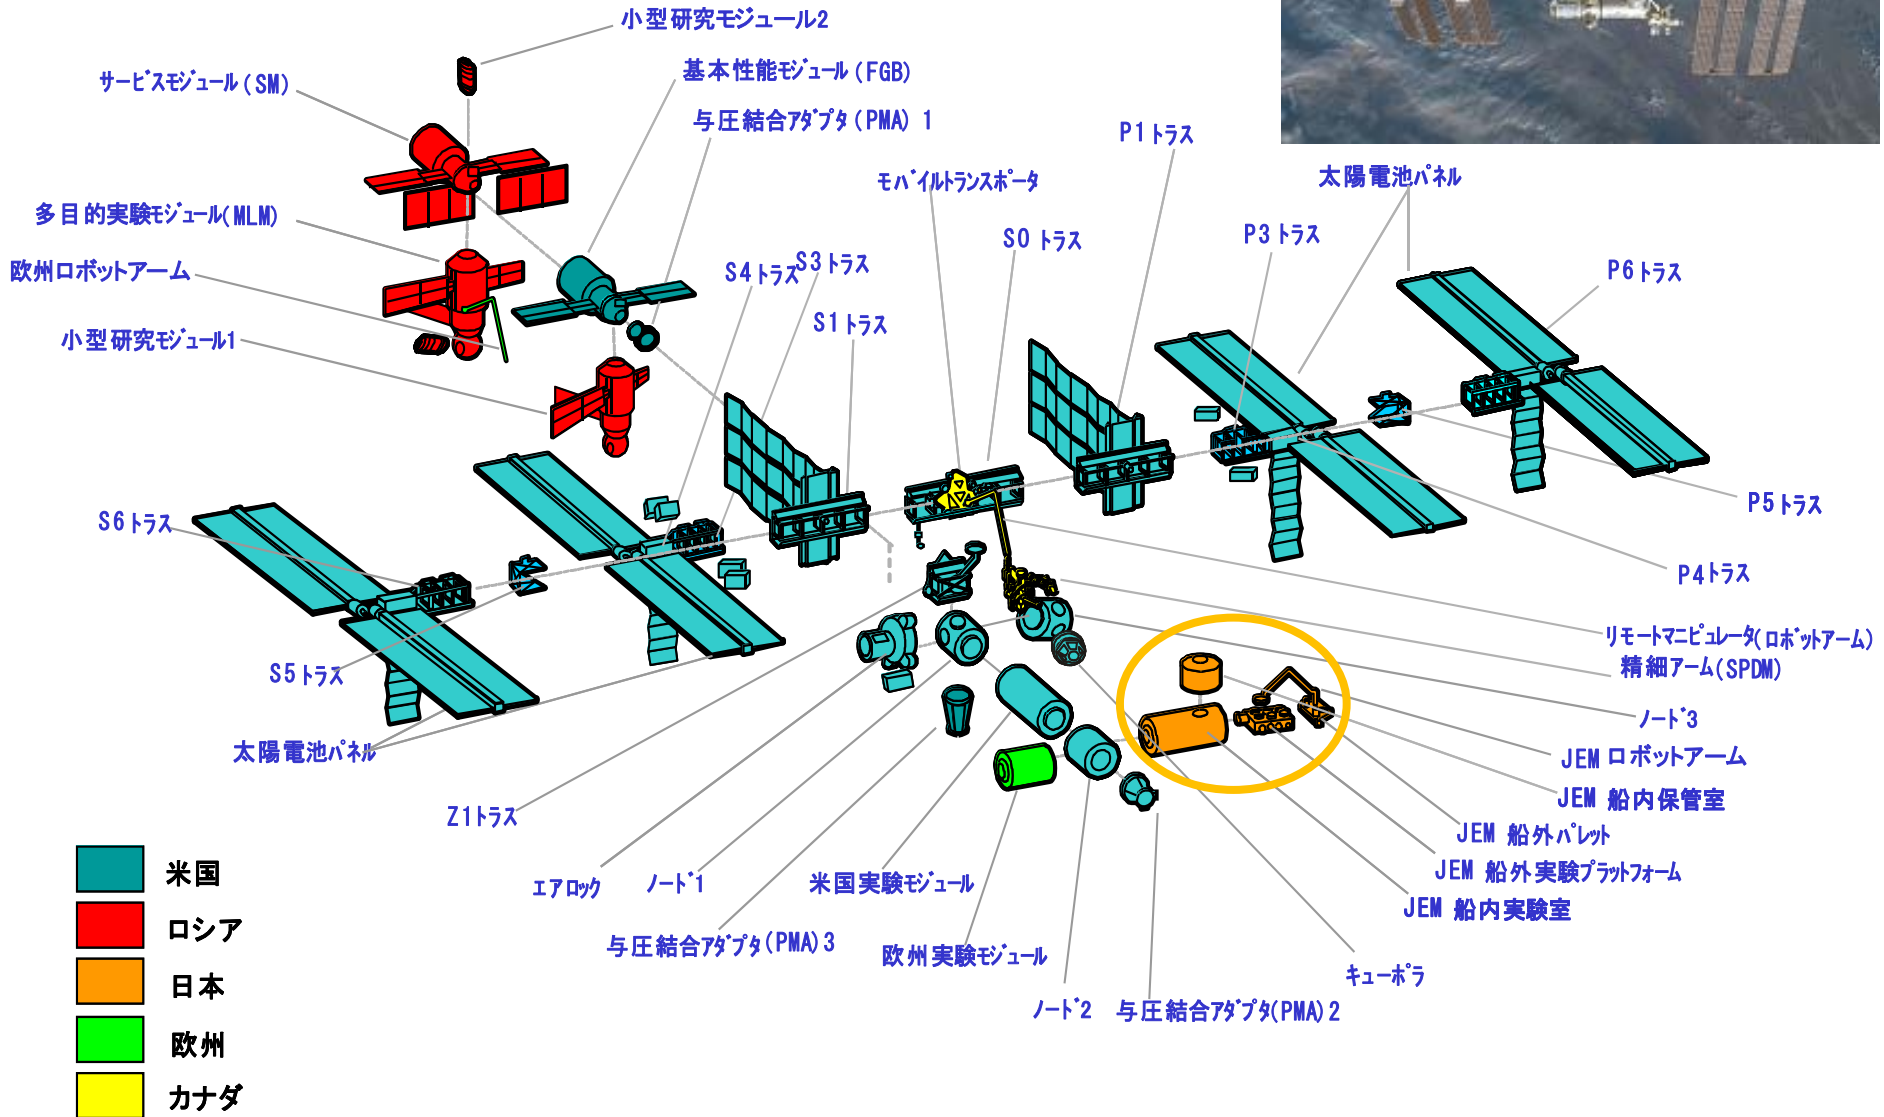 小型研究モジュール2
サービスモジュール(SM)
基本性能モジュール(FGB)
与圧結合アダプタ(PMA) 1
P1トラス
モバイルトランスポータ
太陽電池パネル
多目的実験モジュール(MLM)
S0 トラス
P3トラス
欧州ロボットアーム
S4トラス
S3トラス
P6トラス
小型研究モジュール1
S1トラス
S6トラス
P5トラス
P4トラス
リモートマニピュレータ(ロボットアーム)
精細アーム(SPDM)
S5トラス
ノード3
太陽電池パネル
JEM ロボットアーム
JEM 船内保管室
Z1トラス
JEM 船外パレット
JEM 船外実験プラットフォーム
JEM 船内実験室
エアロック
ノード1
米国実験モジュール
与圧結合アダプタ(PMA)3
欧州実験モジュール
キューポラ
ノード2
与圧結合アダプタ(PMA)2
米国
ロシア
日本
欧州
カナダ